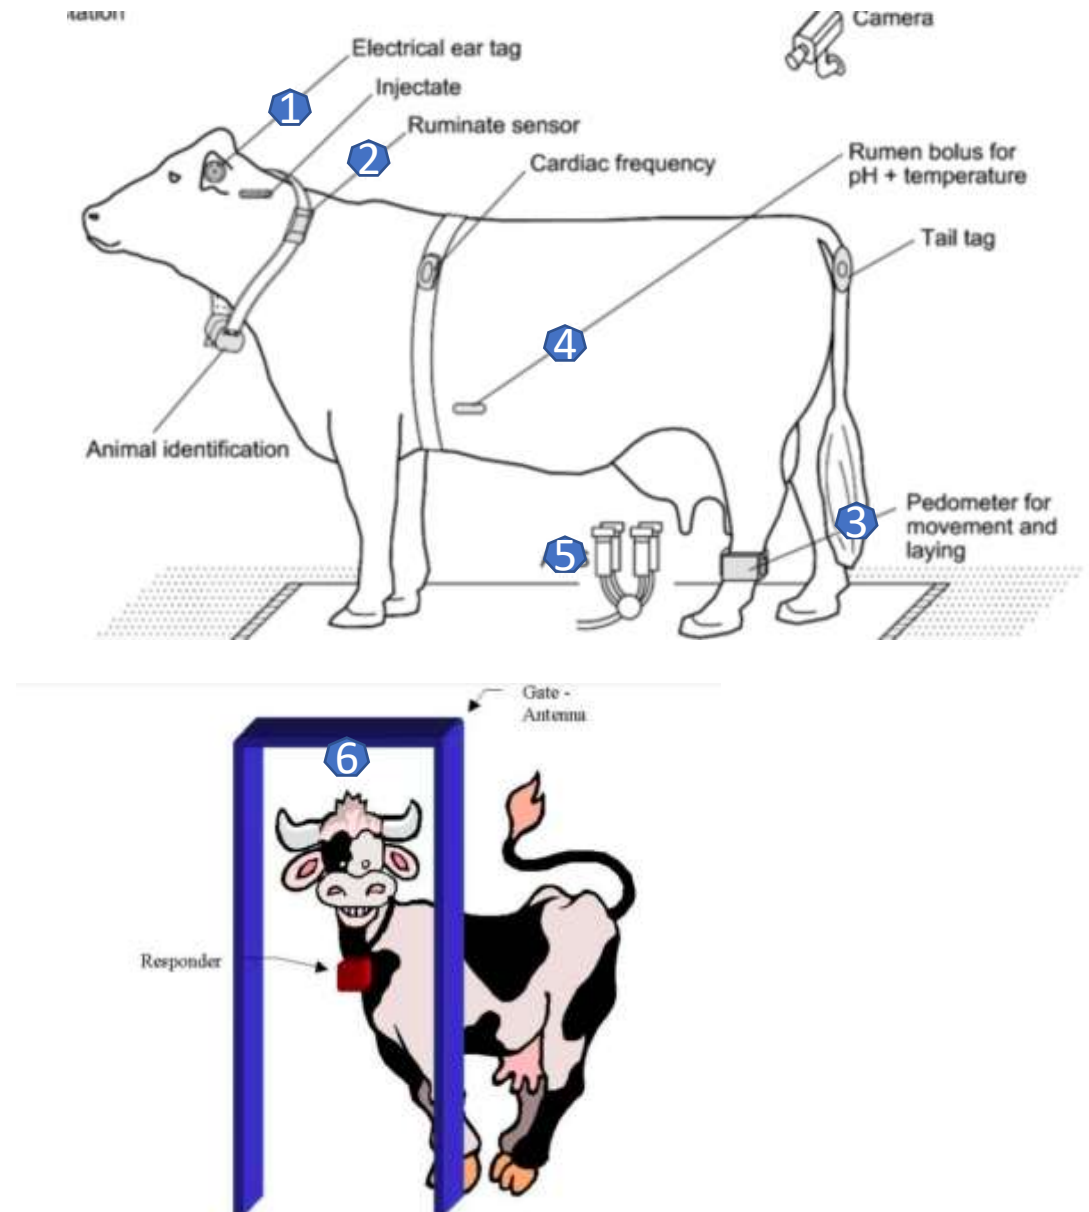 Camera
Electrical ear tag
1
Injectate
Ruminate sensor
2
Cardiac frequency
Rumen bolus for
pH + temperature
Tail tag
4
Animal identification
Pedometer for
movement and
laying
3
5
Gate -
Antenna
6
Responder